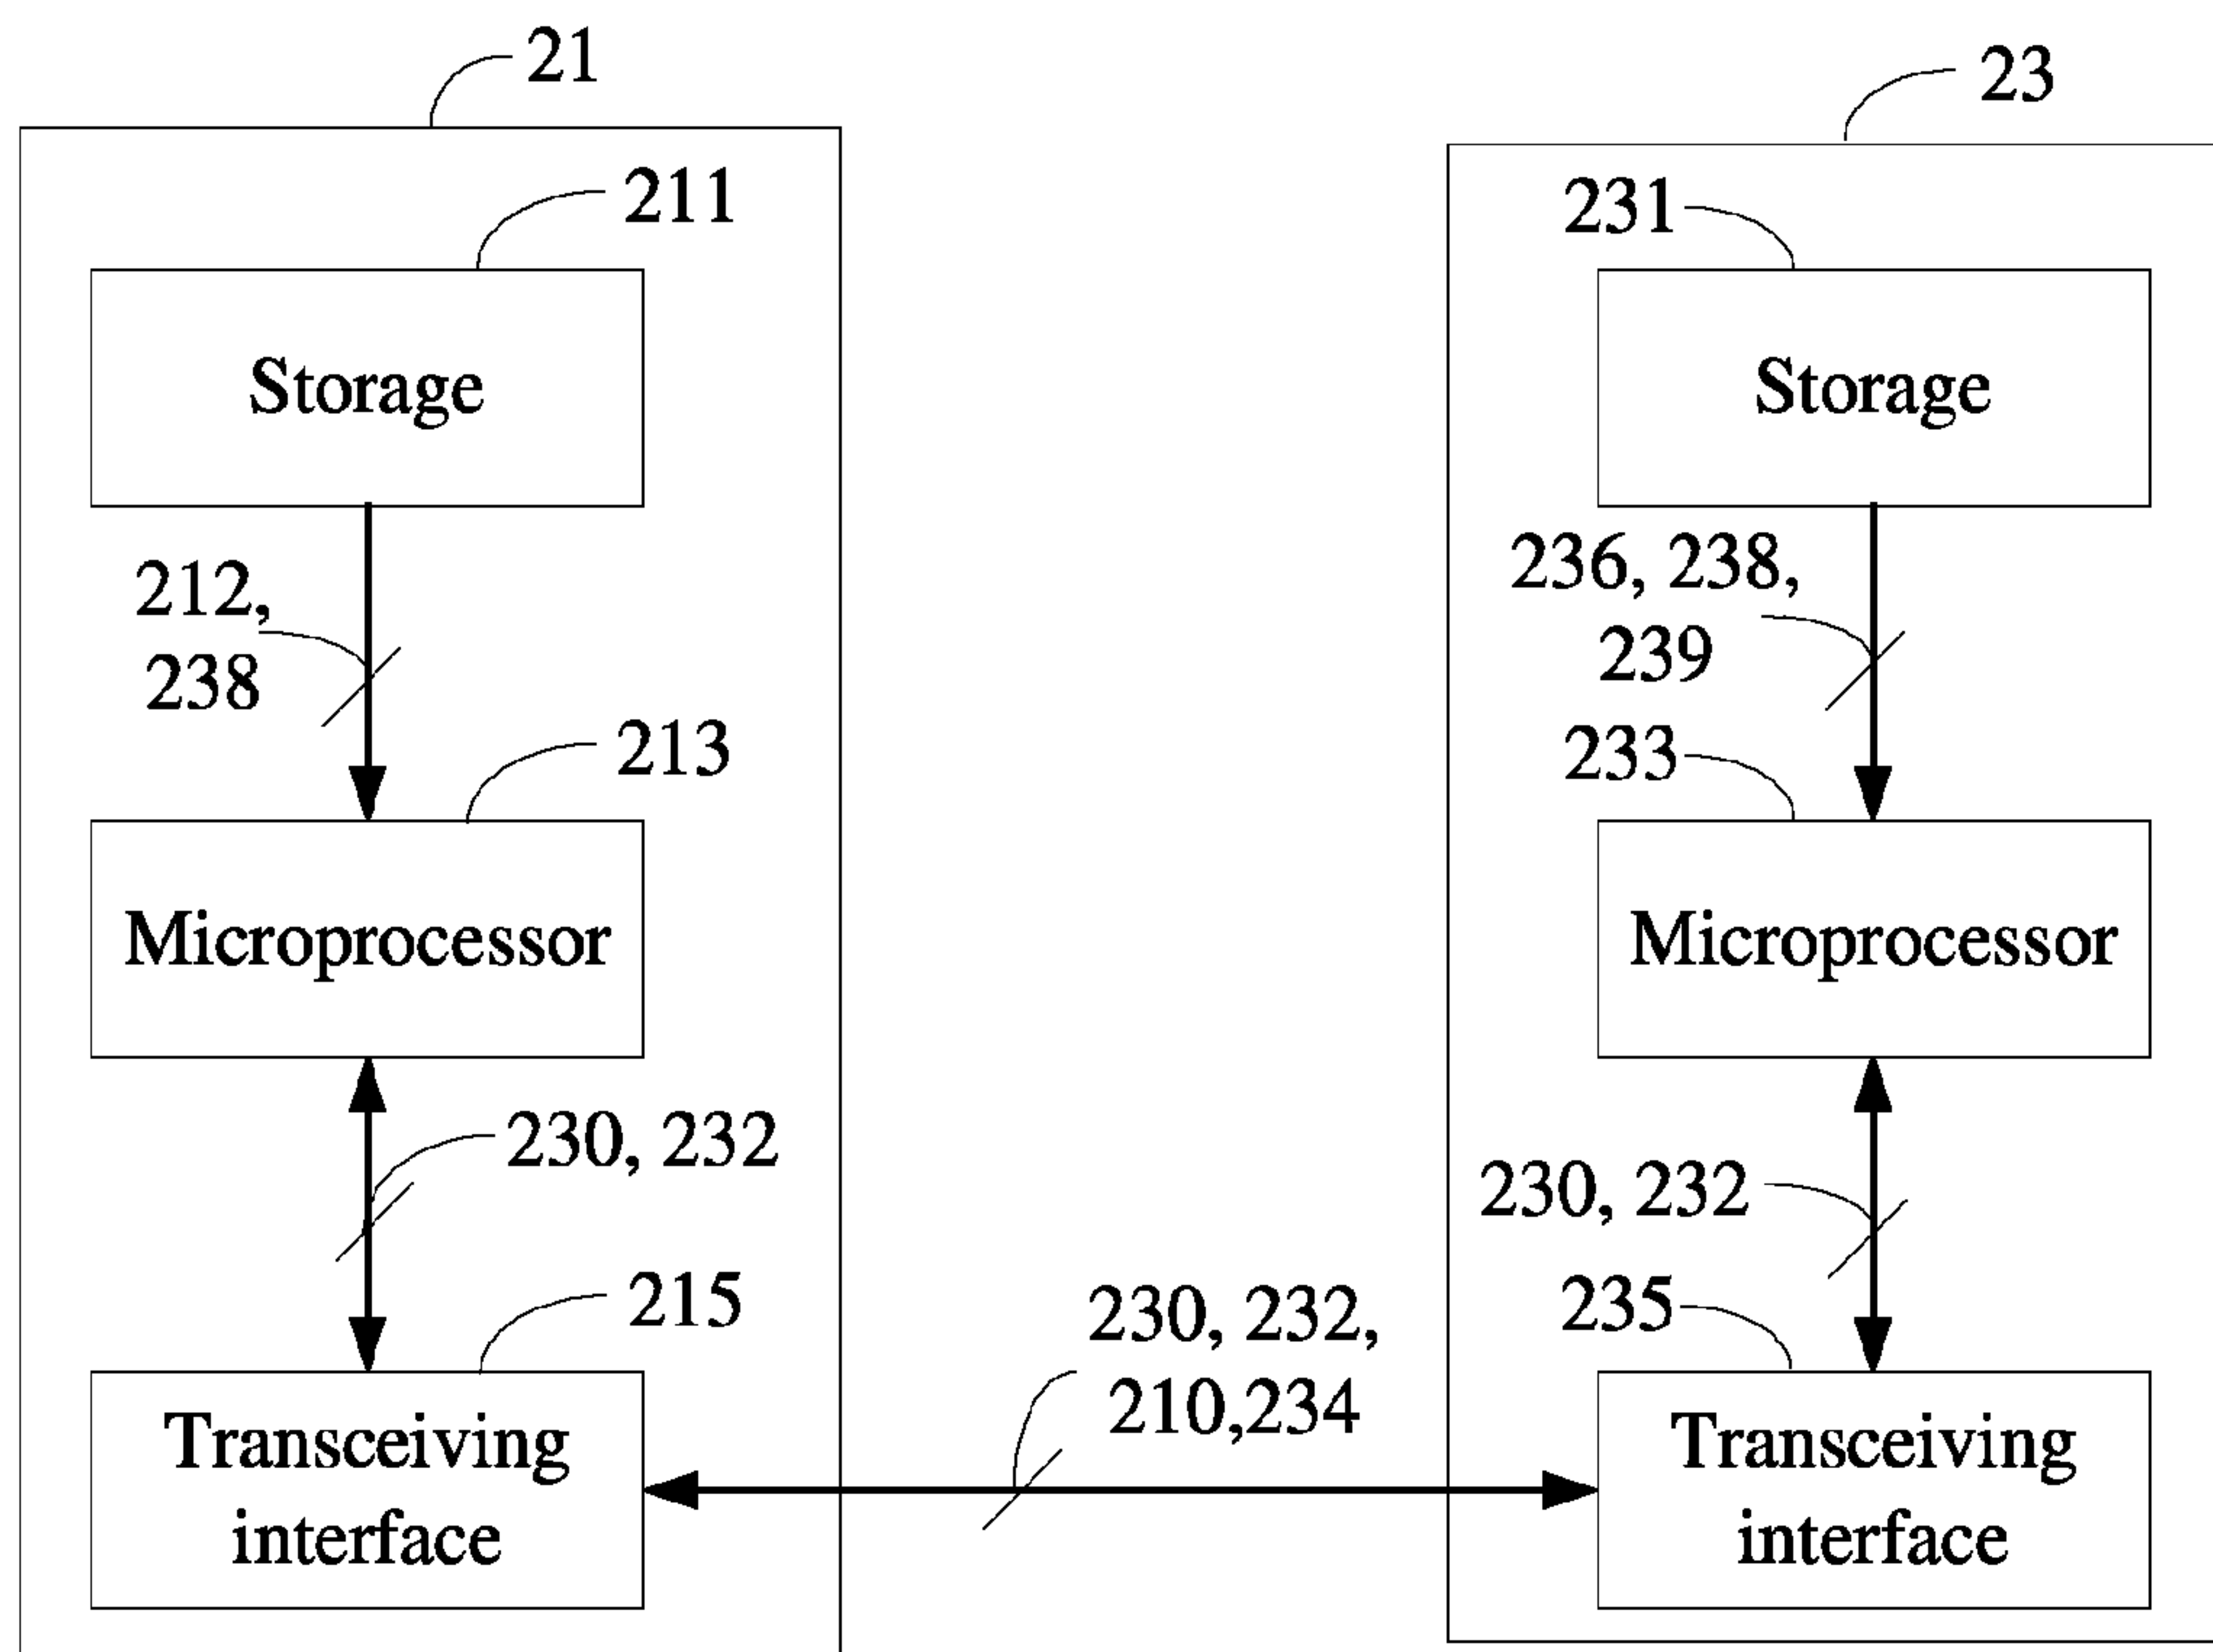 21
23
211
231
Storage
Storage
212,
238
236, 238,
239
213
233
Microprocessor
Microprocessor
230, 232
230, 232
215
235
230, 232,
210,234
Transceiving
interface
Transceiving
interface